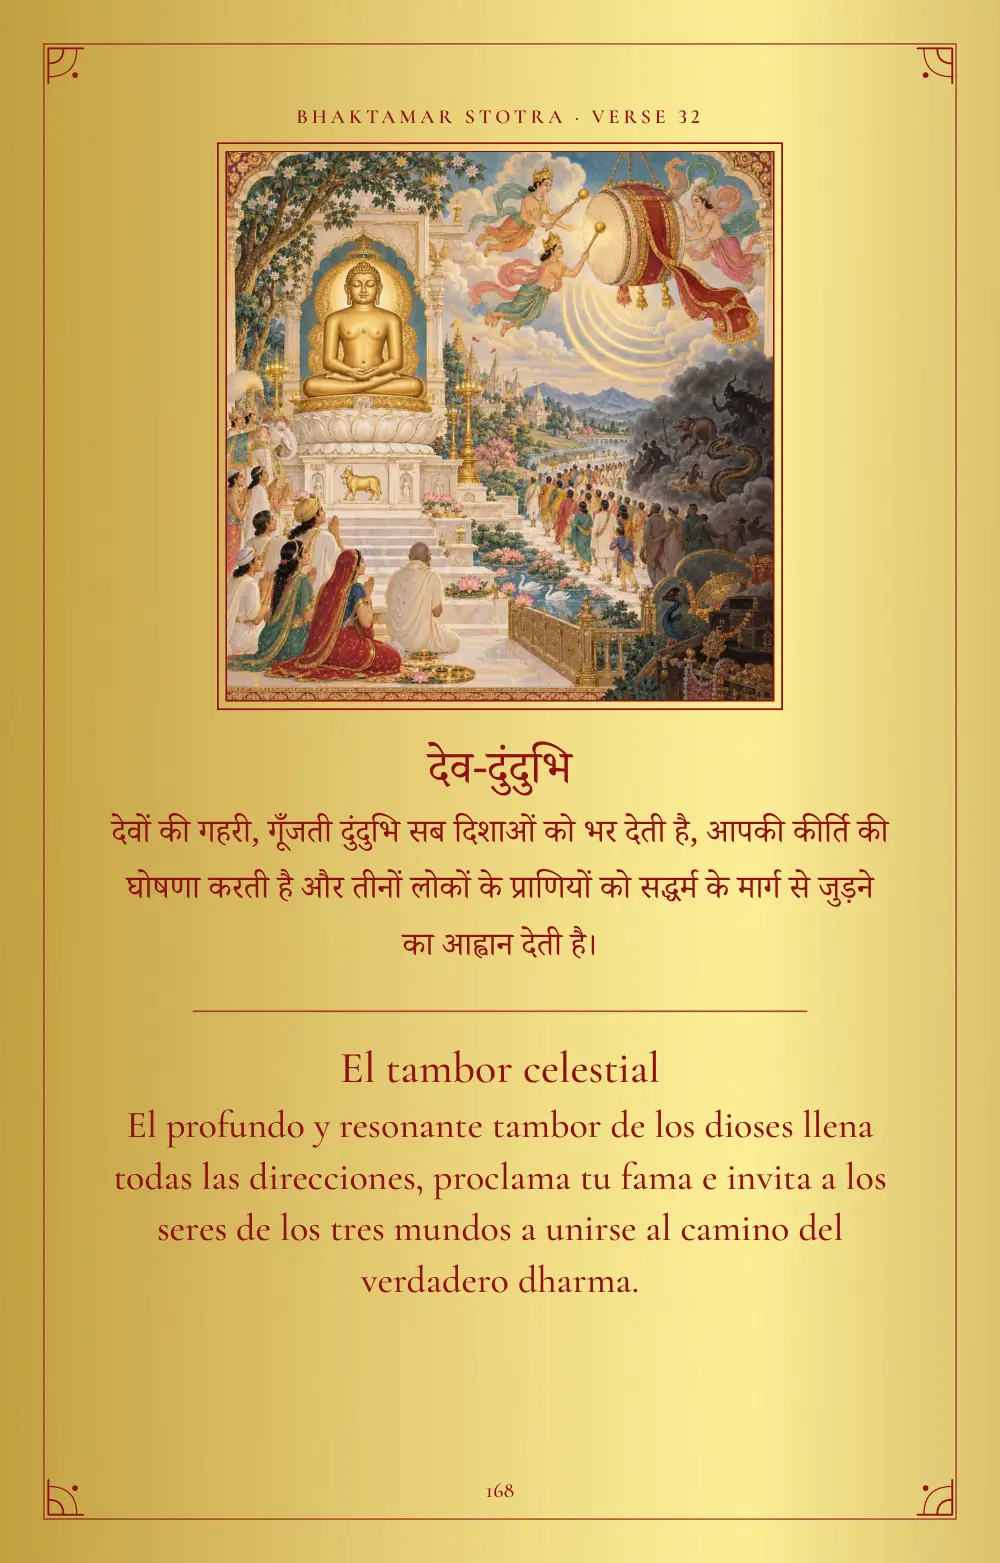 BHAKTAMAR STOTRA · VERSE 32
देव-दुंदुभि
देवों की गहरी, गूँजती दुंदुभि सब दिशाओं को भर देती है, आपकी कीर्ति की
घोषणा करती है और तीनों लोकों के प्राणियों को सद्धर्म के मार्ग से जुड़ने
का आह्वान देती है।
El tambor celestial
El profundo y resonante tambor de los dioses llena
todas las direcciones, proclama tu fama e invita a los
seres de los tres mundos a unirse al camino del
verdadero dharma.
168